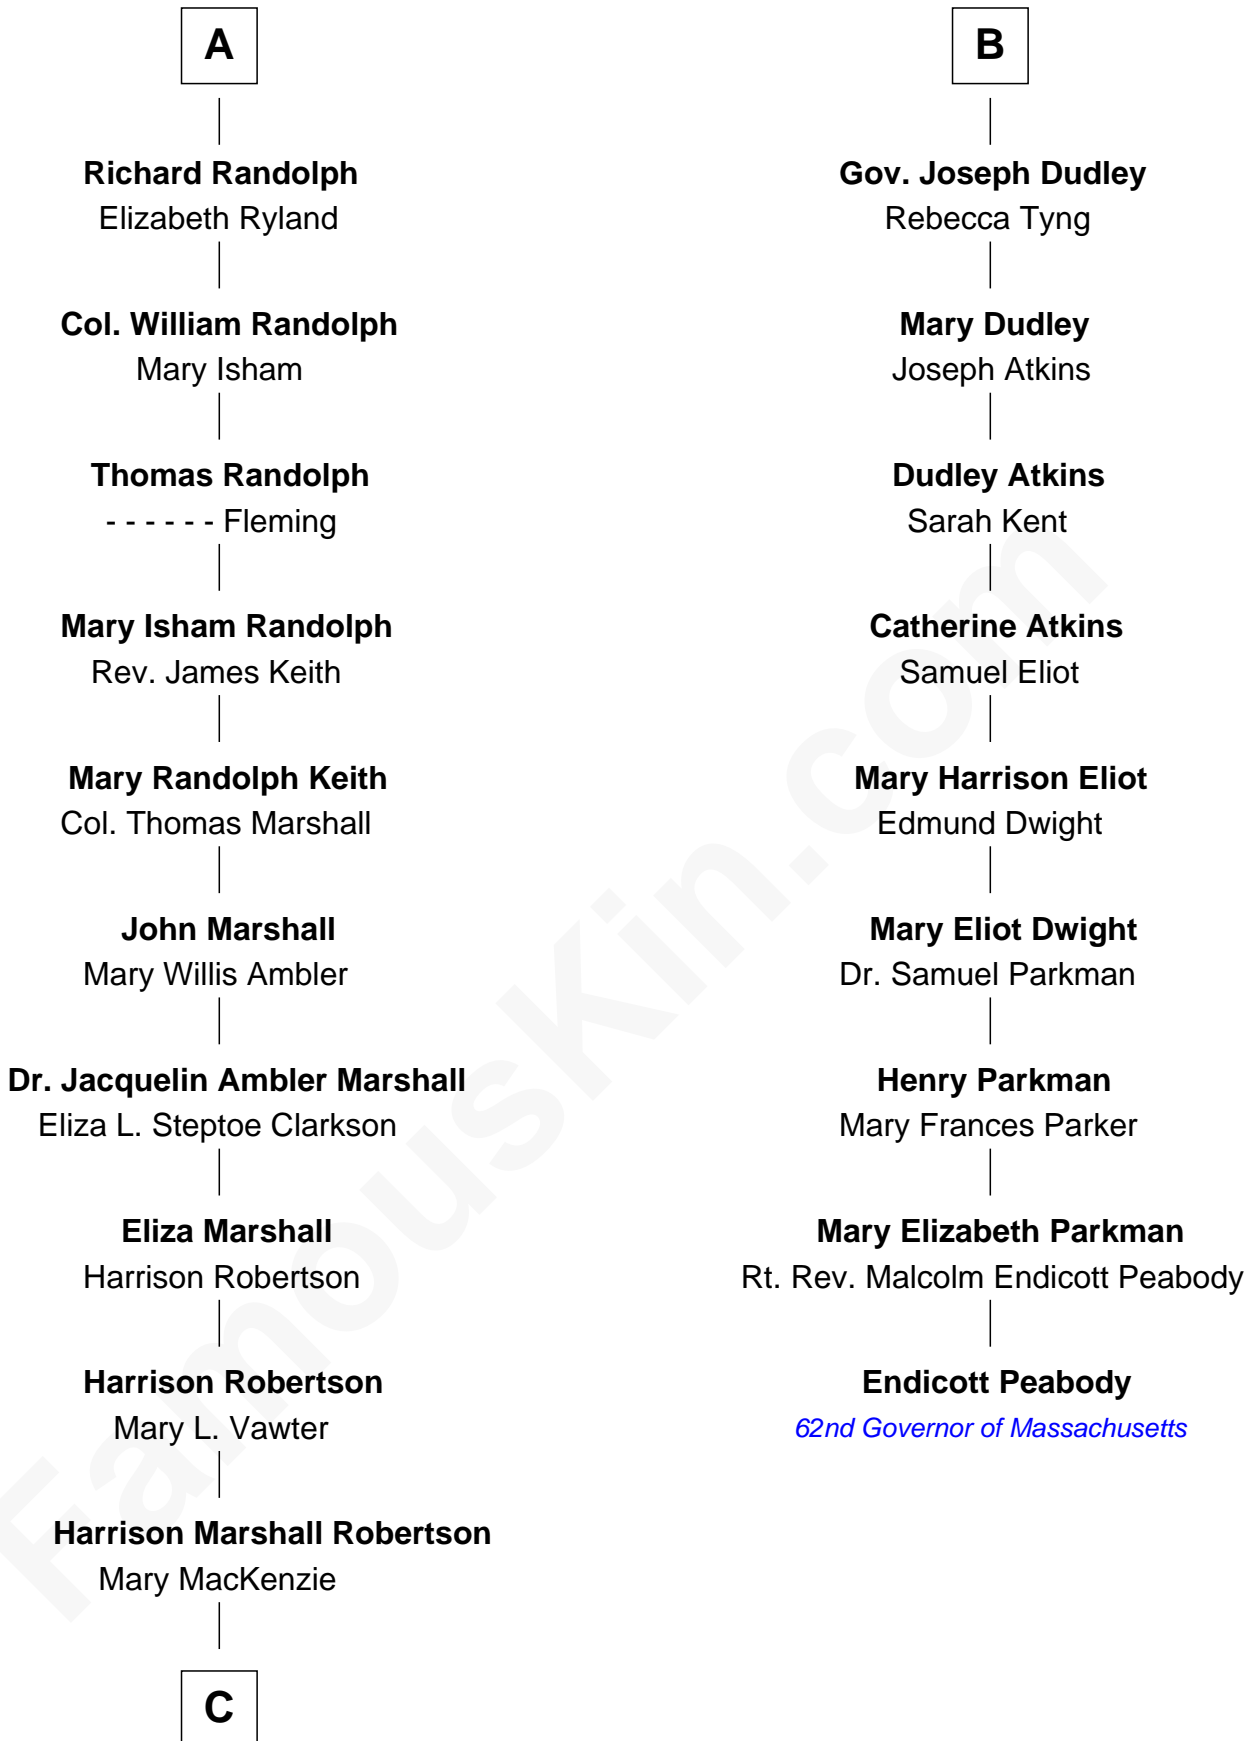 A
Richard Randolph
Elizabeth Ryland
Col. William Randolph
Mary Isham
Thomas Randolph
- - - - - - Fleming
Mary Isham Randolph
Rev. James Keith
Mary Randolph Keith
Col. Thomas Marshall
John Marshall
Mary Willis Ambler
Dr. Jacquelin Ambler Marshall
Eliza L. Steptoe Clarkson
Eliza Marshall
Harrison Robertson
Harrison Robertson
Mary L. Vawter
Harrison Marshall Robertson
Mary MacKenzie
C
B
Gov. Joseph Dudley
Rebecca Tyng
Mary Dudley
Joseph Atkins
Dudley Atkins
Sarah Kent
Catherine Atkins
Samuel Eliot
Mary Harrison Eliot
Edmund Dwight
Mary Eliot Dwight
Dr. Samuel Parkman
Henry Parkman
Mary Frances Parker
Mary Elizabeth Parkman
Rt. Rev. Malcolm Endicott Peabody
Endicott Peabody
62nd Governor of Massachusetts
FamousKin.com